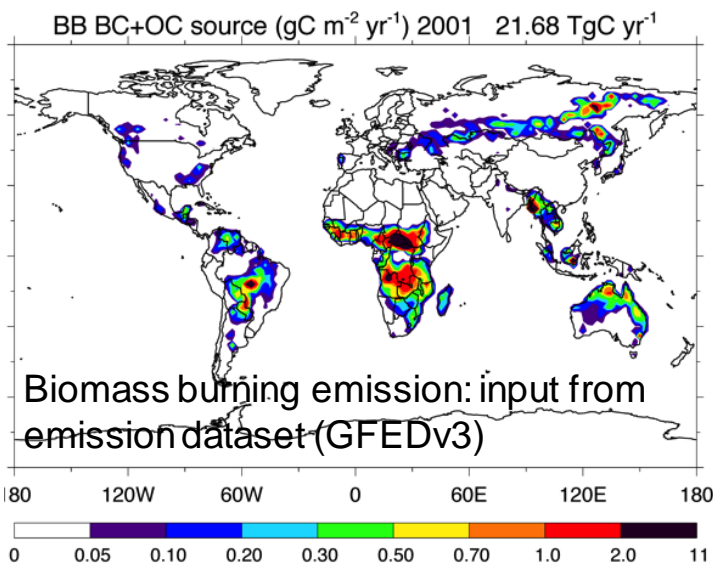 BB BC+OC source (gC m⁻² yr⁻¹) 2001 21.68 TgC yr⁻¹
Biomass burning emission: input from
emission dataset (GFEDv3)
180 120W 60W 0 60E 120E 180
0 0.05 0.10 0.20 0.30 0.50 0.70 1.0 2.0 11